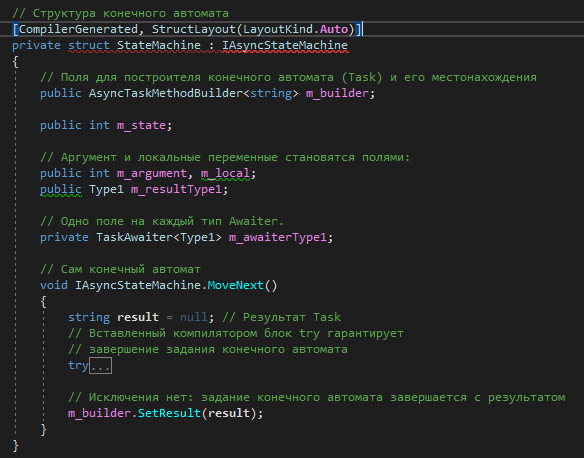 // Структура конечного автомата
[CompilerGenerated, StructLayout(LayoutKind.Auto)]
private struct StateMachine : IAsyncStateMachine
{
// Поля для построителя конечного автомата (Task) и его местонахождения
public AsyncTaskMethodBuilder<string> m_builder;
public int m_state;
// Аргумент и локальные переменные становятся полями:
public int m_argument, m_local;
public Type1 m_resultType1;
// Одно поле на каждый тип Awaiter.
private TaskAwaiter<Type1> m_awaiterType1;
// Сам конечный автомат
void IAsyncStateMachine.MoveNext()
{
string result = null; // Результат Task
// Вставленный компилятором блок try гарантирует
// завершение задания конечного автомата
try...
// Исключения нет: задание конечного автомата завершается с результатом
m_builder.SetResult(result);
}
}